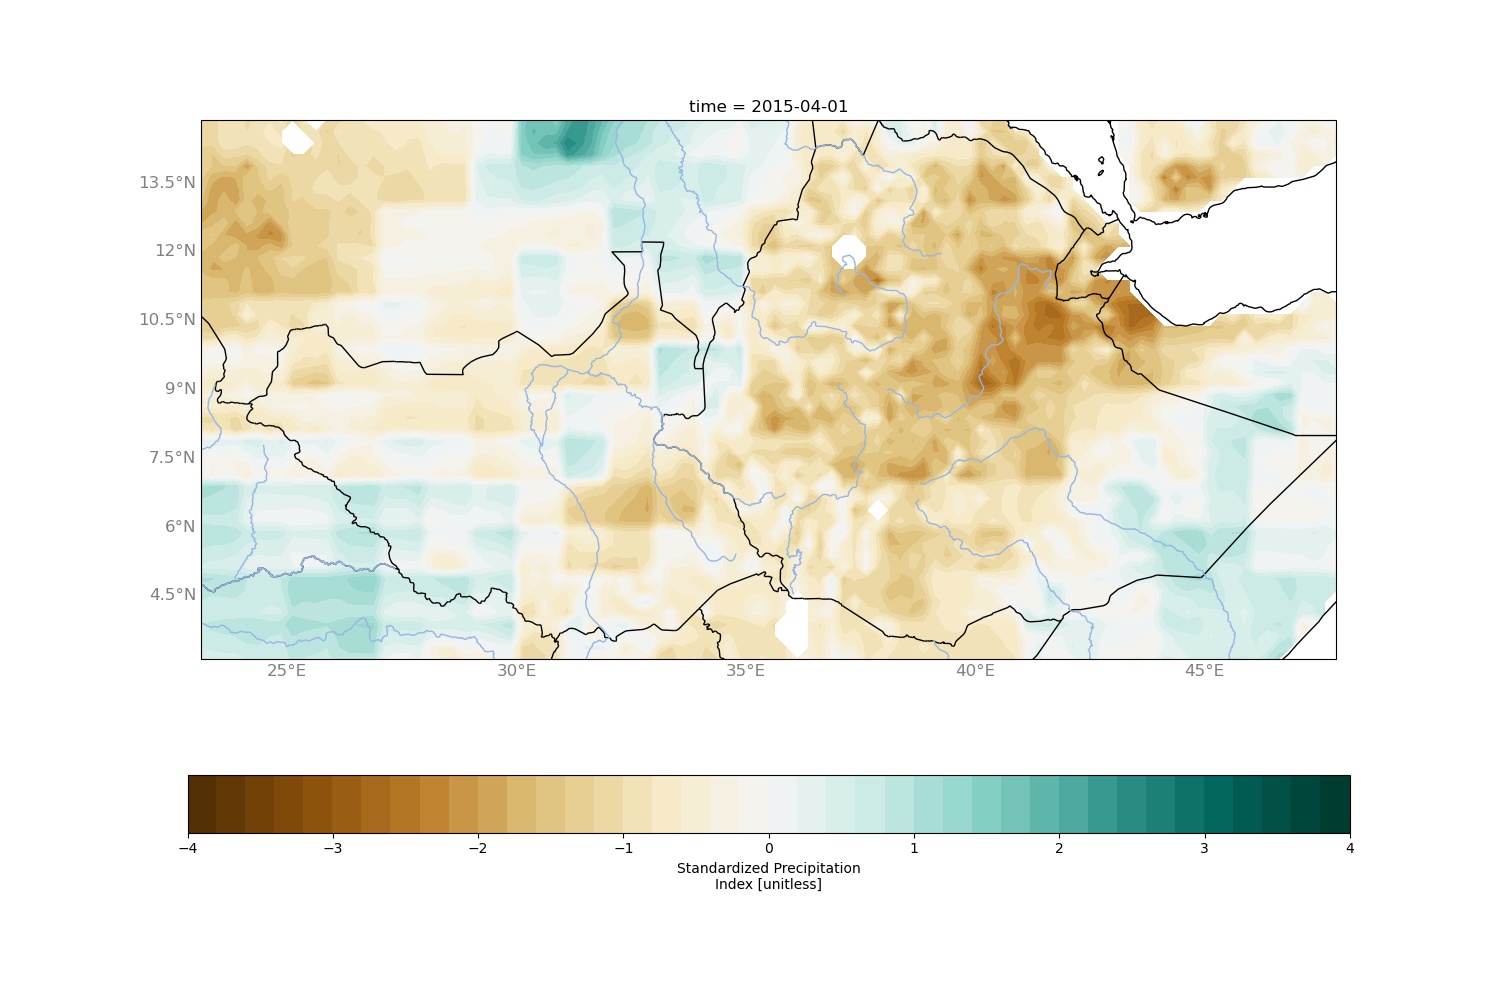 time = 2015-04-01
13.5°N
12°N
10.5°N
9°N
7.5°N
6°N
4.5°N
25°E 30°E 35°E 40°E 45°E
−4 −3 −2 −1 0 1 2 3 4
Standardized Precipitation
Index [unitless]